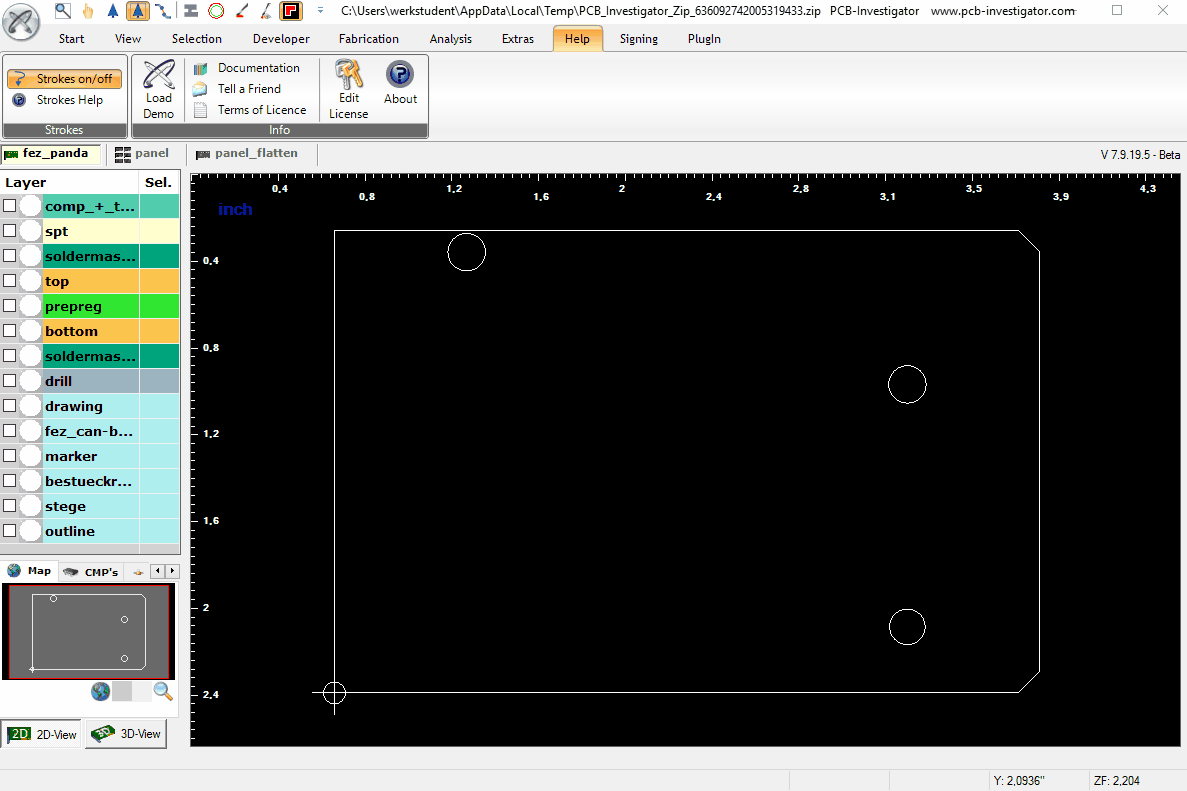 C:\Users\werkstudent\AppData\Local\Temp\PCB_Investigator_Zip_636092742005319433.zip PCB-Investigator www.pcb-investigator.com
Start View Selection Developer Fabrication Analysis Extras Help Signing PlugIn
Strokes on/off
Strokes Help
Strokes
Load Demo
Documentation
Tell a Friend
Terms of Licence
Edit License
About
Info
fez_panda panel panel_flatten
V 7.9.19.5 - Beta
Layer Sel.
comp_+_t...
spt
soldermas...
top
prepreg
bottom
soldermas...
drill
drawing
fez_can-b...
marker
bestueckr...
stege
outline
0,4 0,8 1,2 1,6 2 2,4 2,8 3,1 3,5 3,9 4,3
inch
0,4
0,8
1,2
1,6
2
2,4
Map CMP's
2D 2D-View 3D 3D-View
Y: 2,0936" ZF: 2,204